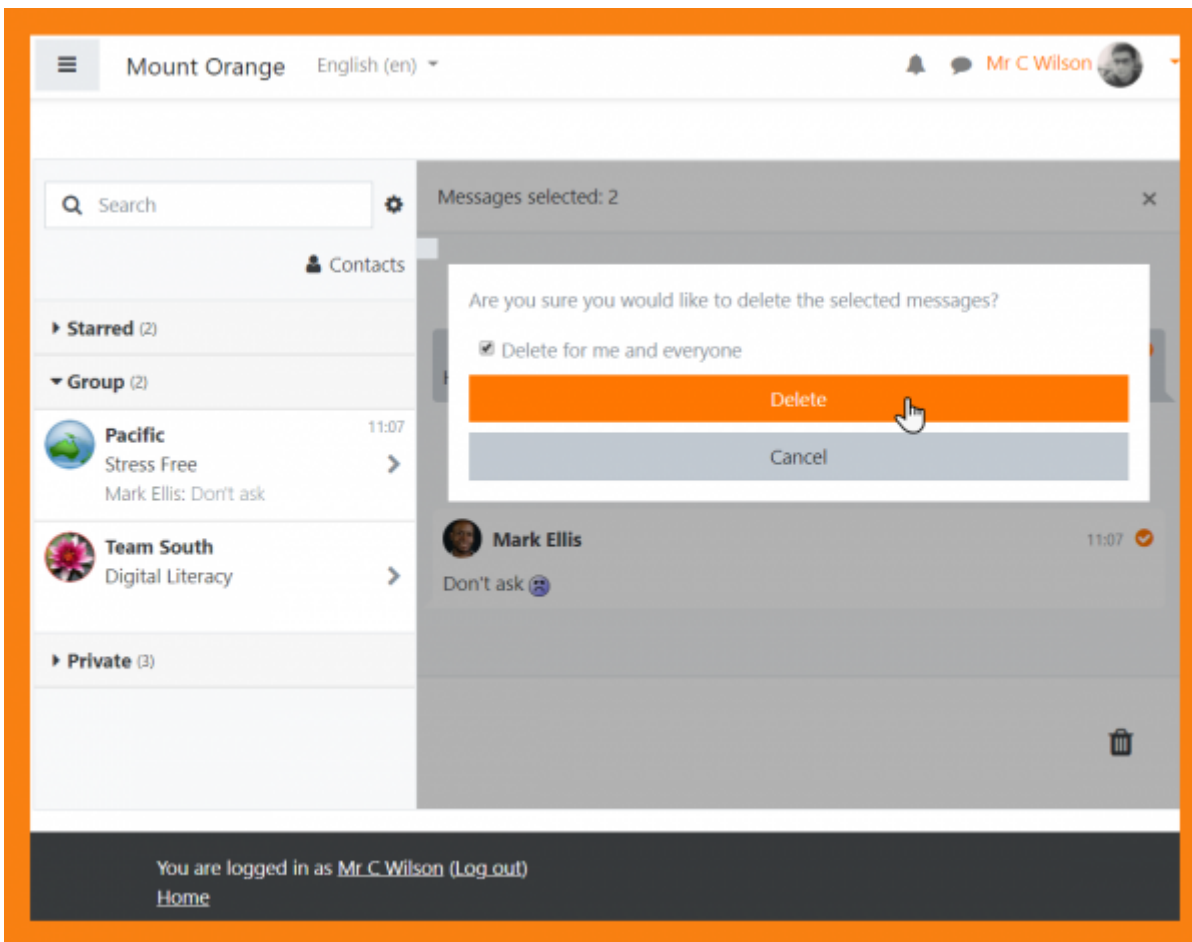 Mount Orange English (en) Mr C Wilson
Search
Contacts
Starred (2)
Group (2)
Pacific 11:07
Stress Free
Mark Ellis: Don't ask
Team South
Digital Literacy
Private (3)
Messages selected: 2
Are you sure you would like to delete the selected messages?
Delete for me and everyone
Delete
Cancel
Mark Ellis 11:07
Don't ask
You are logged in as Mr C Wilson (Log out)
Home